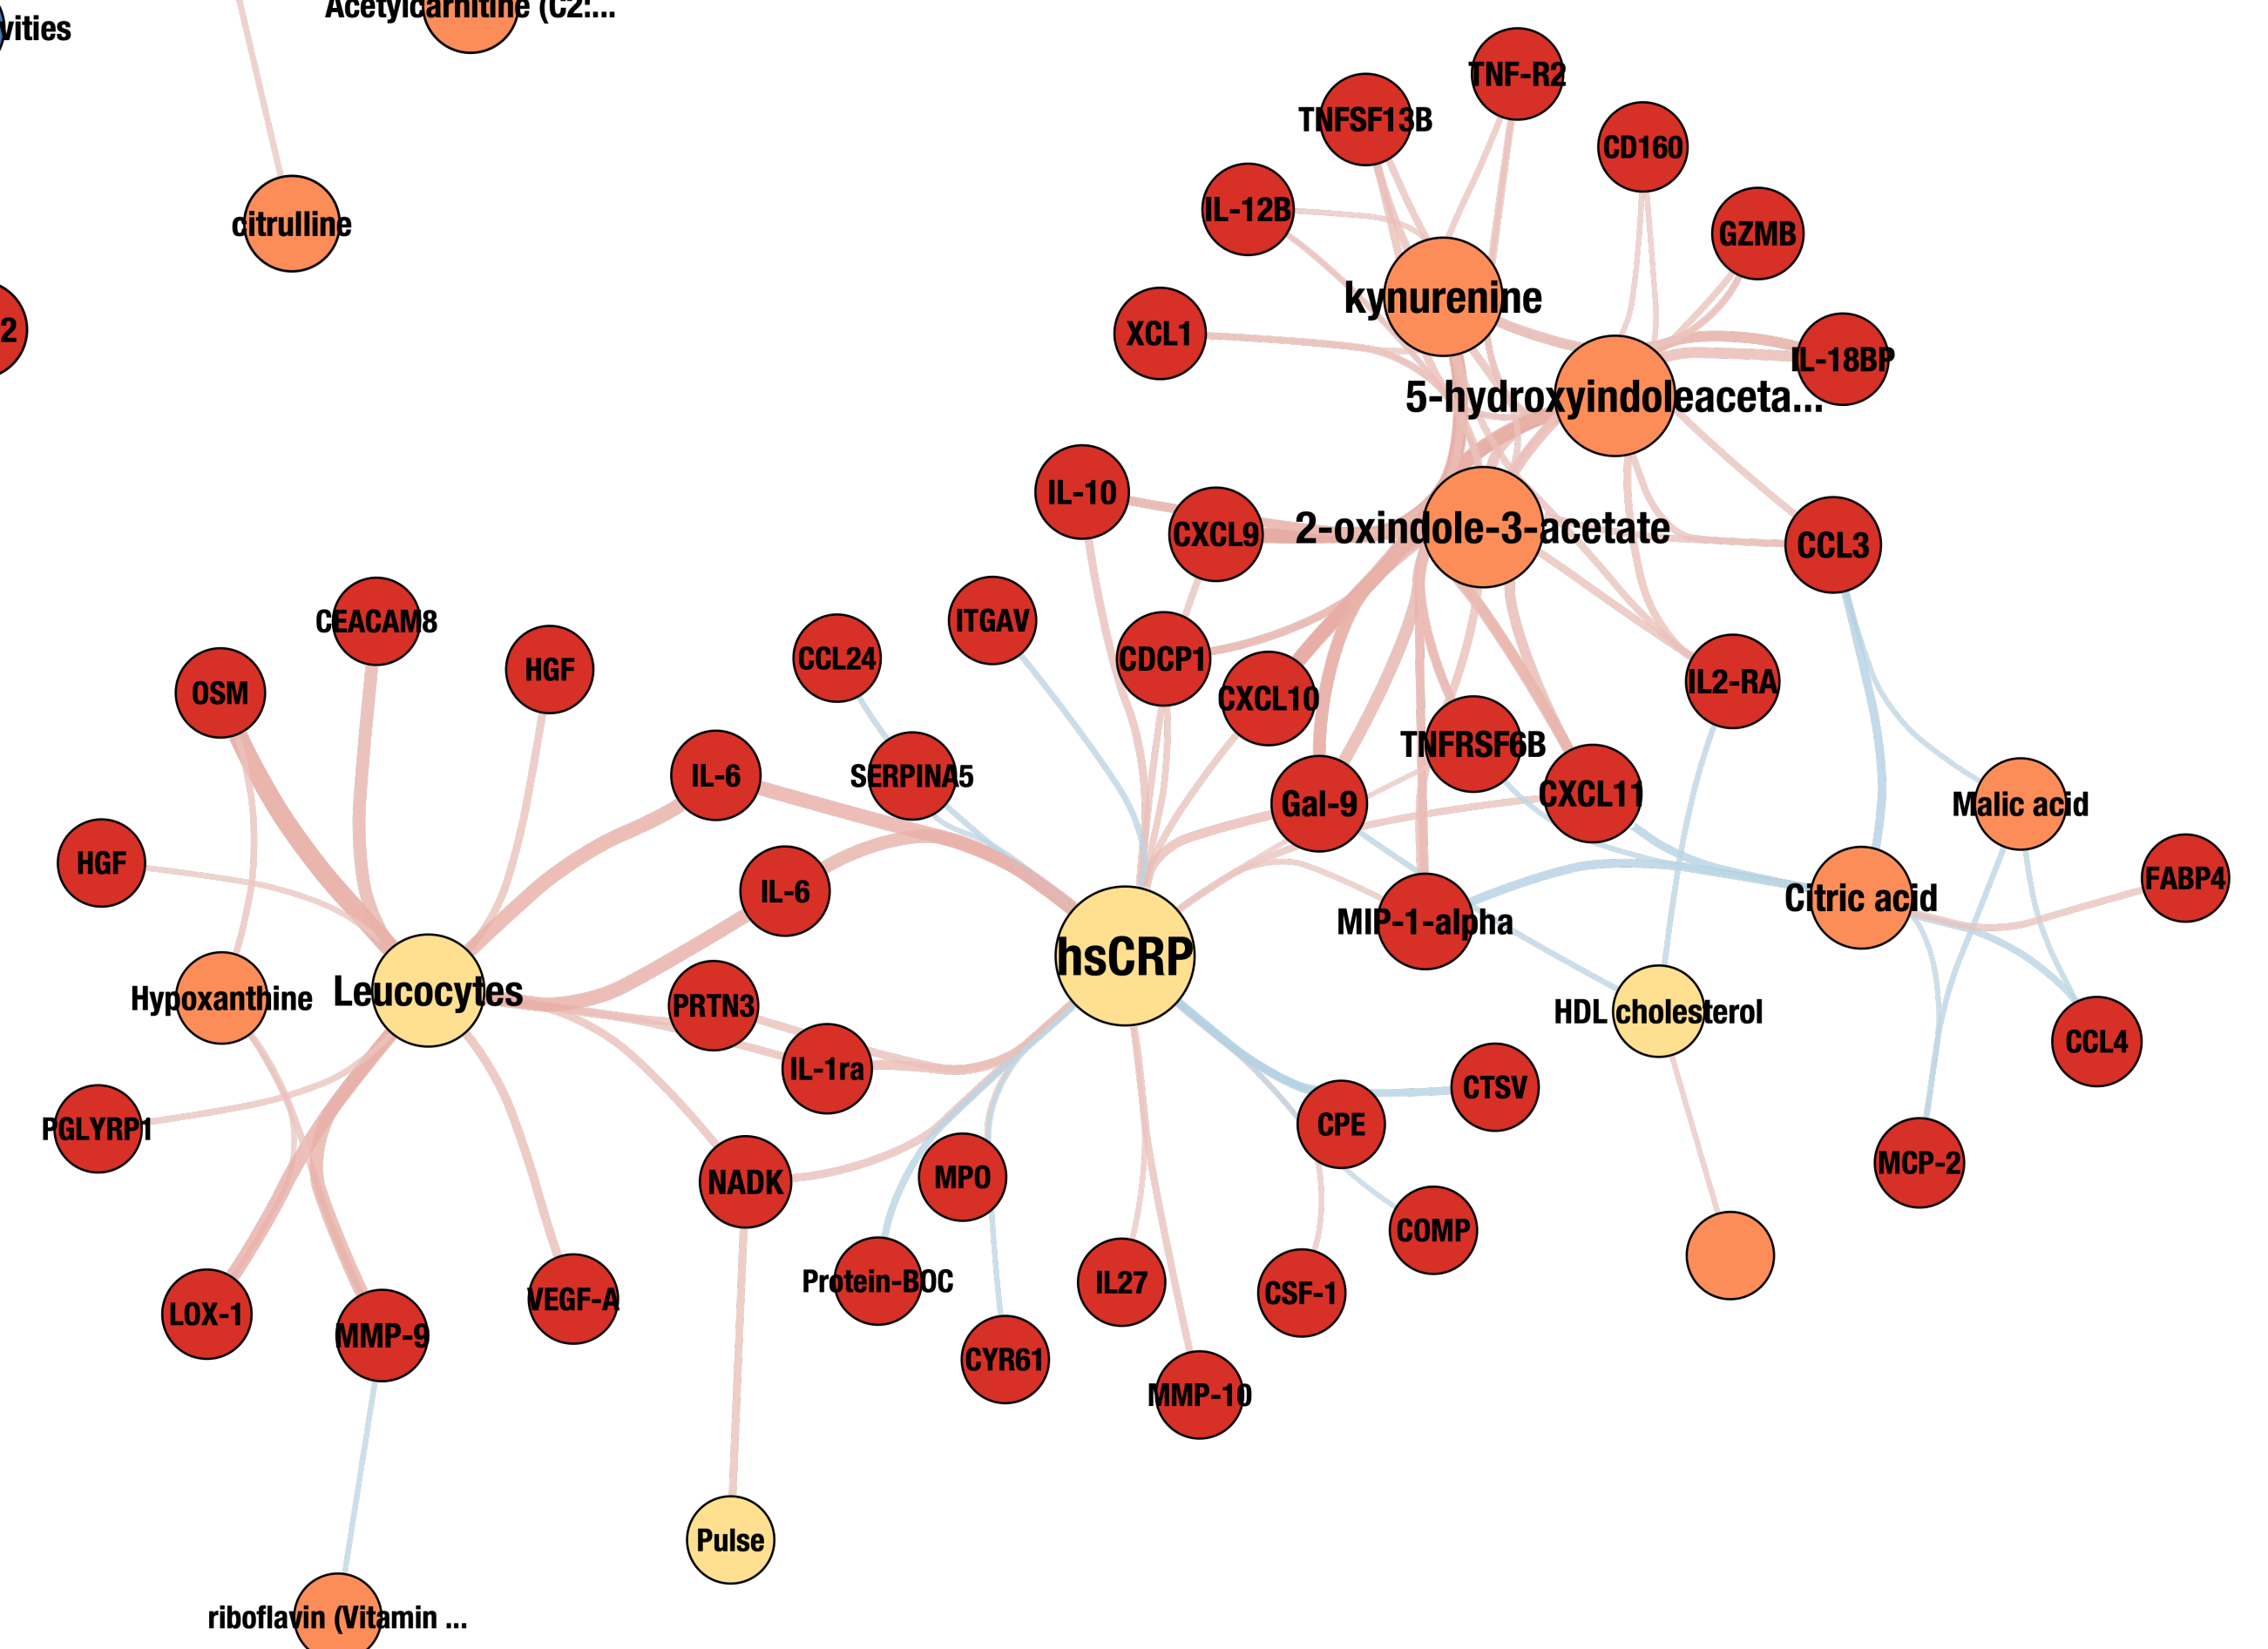 Acetylcarnitine (C2:...
vities
TNF-R2
TNFSF13B
CD160
IL-12B
citrulline
GZMB
kynurenine
2
XCL1
IL-18BP
5-hydroxyindoleaceta...
IL-10
2-oxindole-3-acetate
CXCL9
CCL3
CEACAM8
ITGAV
CCL24
CDCP1
HGF
IL2-RA
OSM
CXCL10
TNFRSF6B
IL-6
SERPINA5
CXCL11
Gal-9
Malic acid
HGF
FABP4
IL-6
Citric acid
MIP-1-alpha
hsCRP
Leucocytes
Hypoxanthine
PRTN3
HDL cholesterol
CCL4
IL-1ra
CTSV
CPE
PGLYRP1
MCP-2
MPO
NADK
COMP
Protein-BOC
IL27
CSF-1
VEGF-A
LOX-1
MMP-9
CYR61
MMP-10
Pulse
riboflavin (Vitamin ...